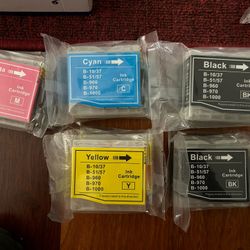 Cyan
B-10/37
B-51/57
B-960
B-970
B-1000
Ink
Cartridge
C
Black
B-10/37
B-51/57
B-960
B-970
B-1000
Ink
Cartridge
BK
Ink
Cartridge
M
Yellow
B-10/37
B-51/57
B-960
B-970
B-1000
Ink
Cartridge
Y
Black
B-10/37
B-51/57
B-960
B-970
B-1000
Ink
Cartridge
BK